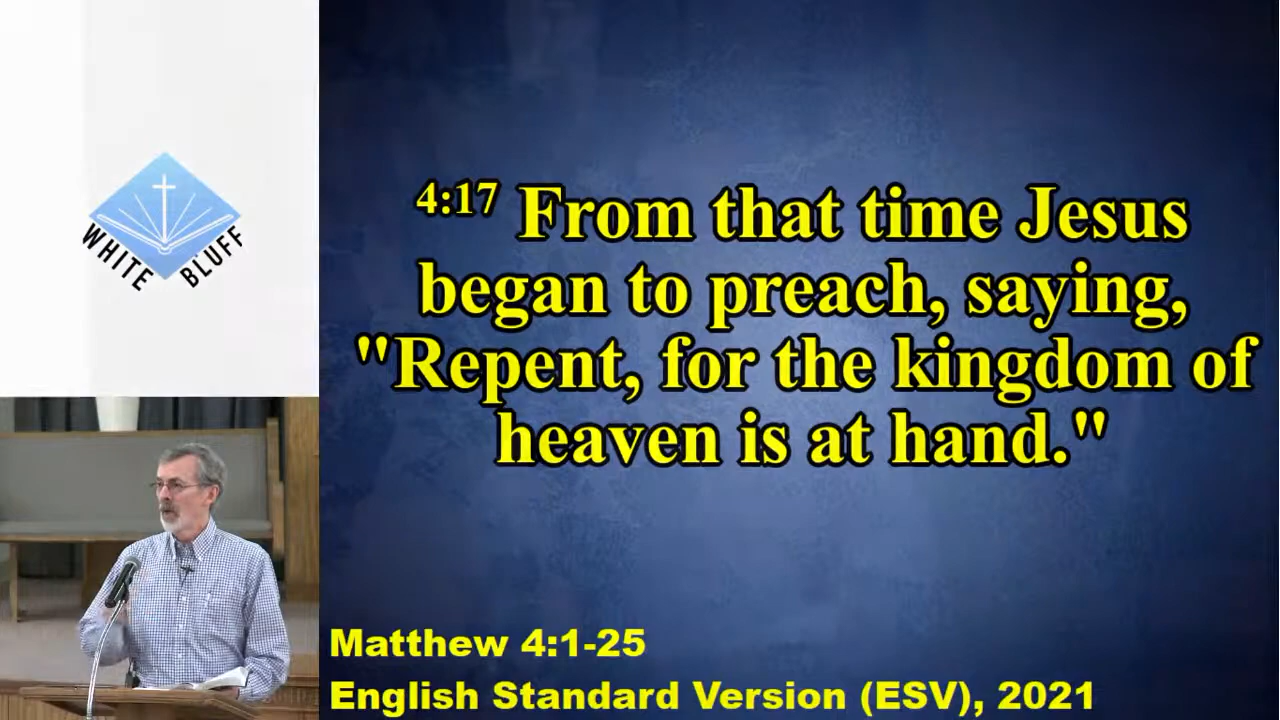 WHITE BLUFF
4:17 From that time Jesus
began to preach, saying,
"Repent, for the kingdom of
heaven is at hand."
Matthew 4:1-25
English Standard Version (ESV), 2021